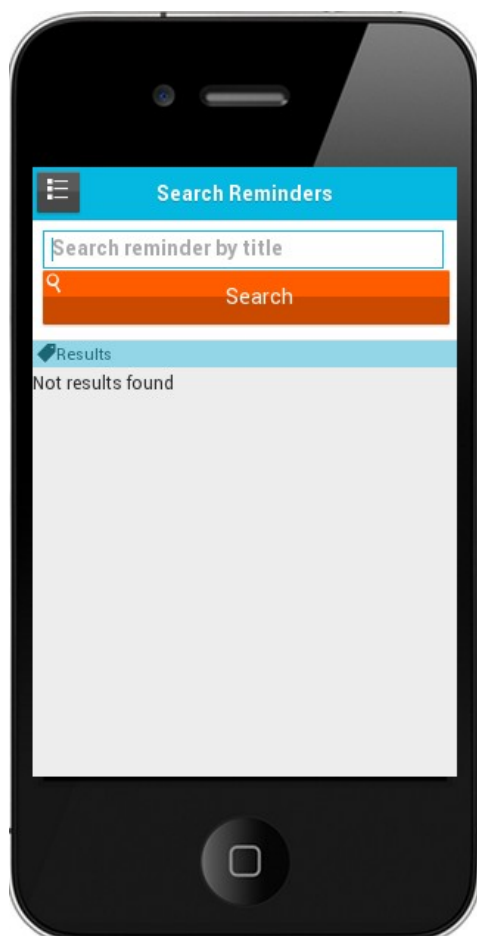 Search Reminders
Search reminder by title
Search
Results
Not results found